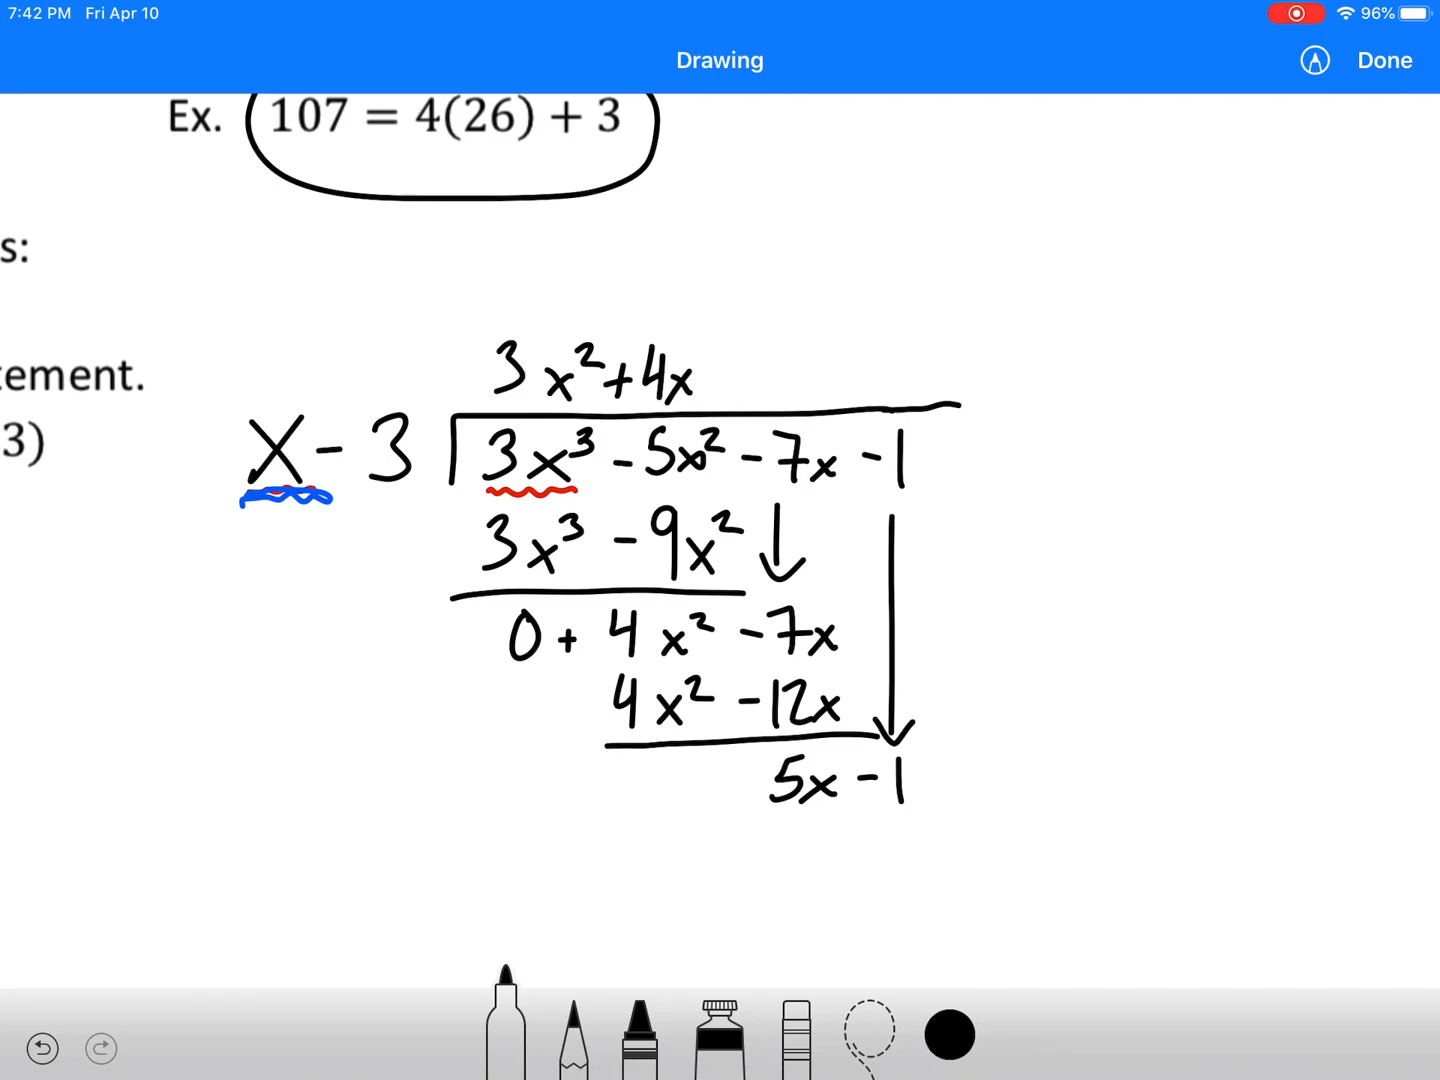 7:42 PM Fri Apr 10 96%
Drawing Done
Ex. 107 = 4(26) + 3
s:
ement.
3)
3x² + 4x
x - 3 3x³ - 5x² - 7x - 1
3x³ - 9x²
0 + 4x² - 7x
4x² - 12x
5x - 1